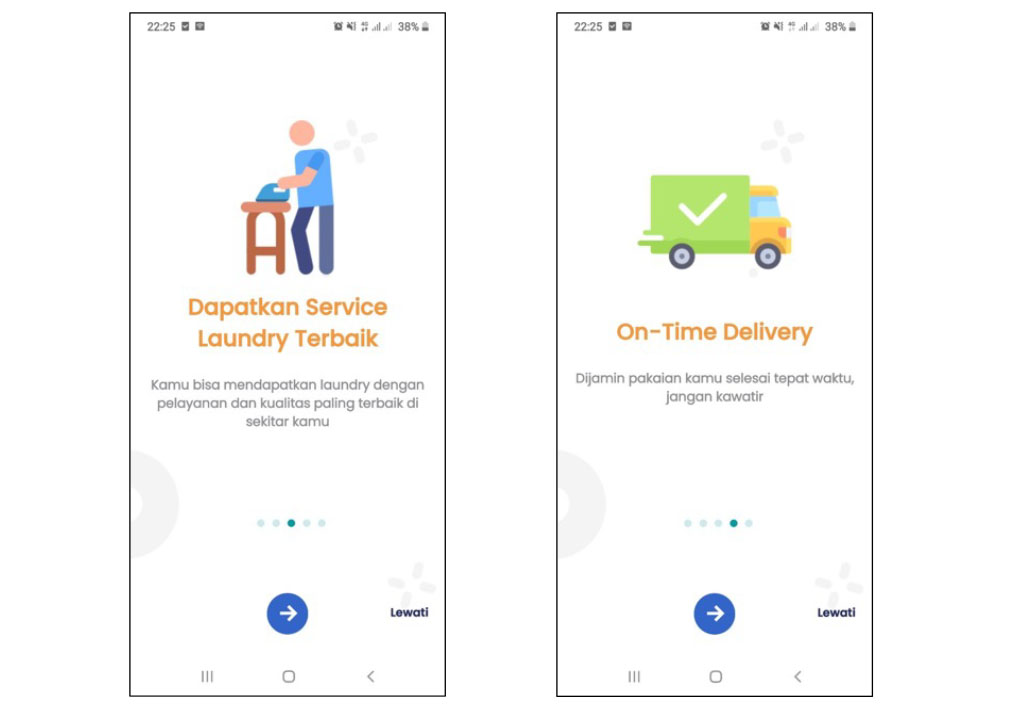 22:25
38%
Dapatkan Service
Laundry Terbaik
Kamu bisa mendapatkan laundry dengan
pelayanan dan kualitas paling terbaik di
sekitar kamu
Lewati
22:25
38%
On-Time Delivery
Dijamin pakaian kamu selesai tepat waktu,
jangan kawatir
Lewati